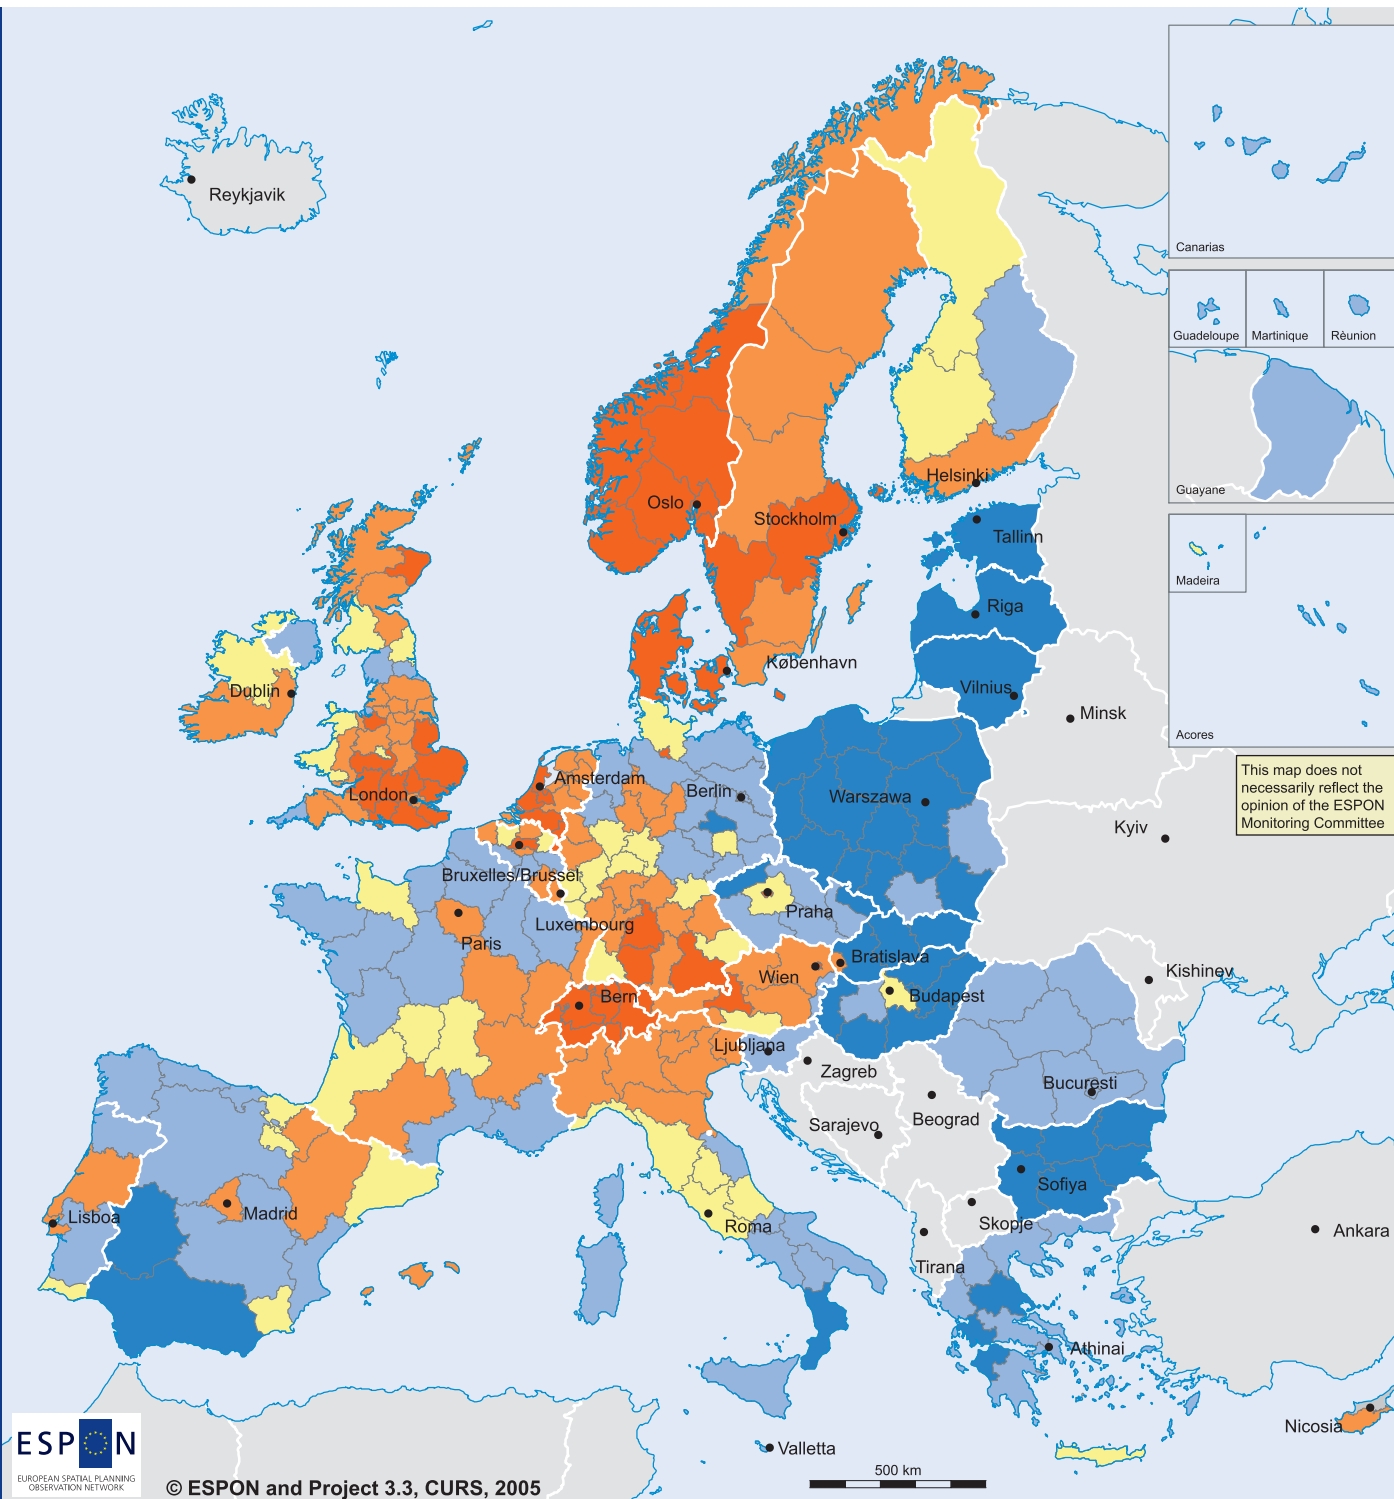 Reykjavik
Canarias
Guadeloupe
Martinique
Rèunion
Guayane
Madeira
Acores
This map does not
necessarily reflect the
opinion of the ESPON
Monitoring Committee
Helsinki
Oslo
Stockholm
Tallinn
Riga
København
Vilnius
Minsk
Dublin
Amsterdam
Berlin
London
Warszawa
Kyiv
Bruxelles/Brussel
Praha
Luxembourg
Paris
Bratislava
Wien
Kishinev
Bern
Budapest
Ljubljana
Zagreb
Bucuresti
Beograd
Sarajevo
Sofiya
Madrid
Lisboa
Roma
Skopje
Ankara
Tirana
Athinai
Nicosia
Valletta
500 km
ESPON
EUROPEAN SPATIAL PLANNING
OBSERVATION NETWORK
© ESPON and Project 3.3, CURS, 2005